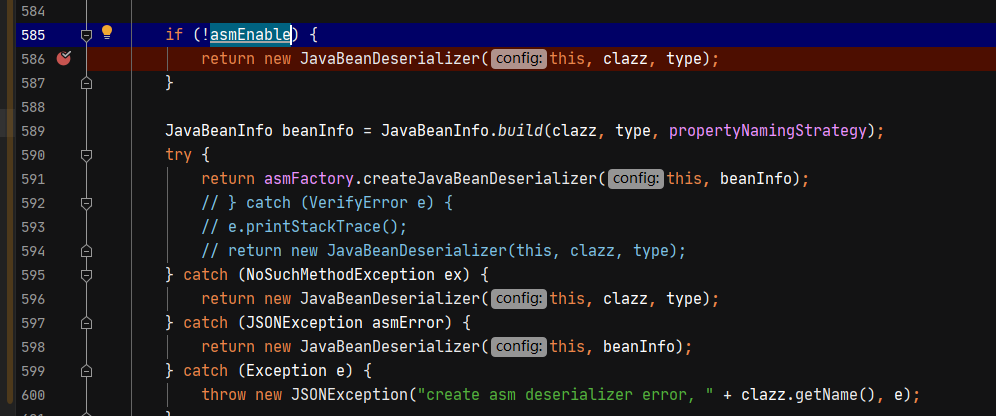 584
585 if (!asmEnable) {
586 return new JavaBeanDeserializer( config: this, clazz, type);
587 }
588
589 JavaBeanInfo beanInfo = JavaBeanInfo.build(clazz, type, propertyNamingStrategy);
590 try {
591 return asmFactory.createJavaBeanDeserializer( config: this, beanInfo);
592 // } catch (VerifyError e) {
593 // e.printStackTrace();
594 // return new JavaBeanDeserializer(this, clazz, type);
595 } catch (NoSuchMethodException ex) {
596 return new JavaBeanDeserializer( config: this, clazz, type);
597 } catch (JSONException asmError) {
598 return new JavaBeanDeserializer( config: this, beanInfo);
599 } catch (Exception e) {
600 throw new JSONException("create asm deserializer error, " + clazz.getName(), e);